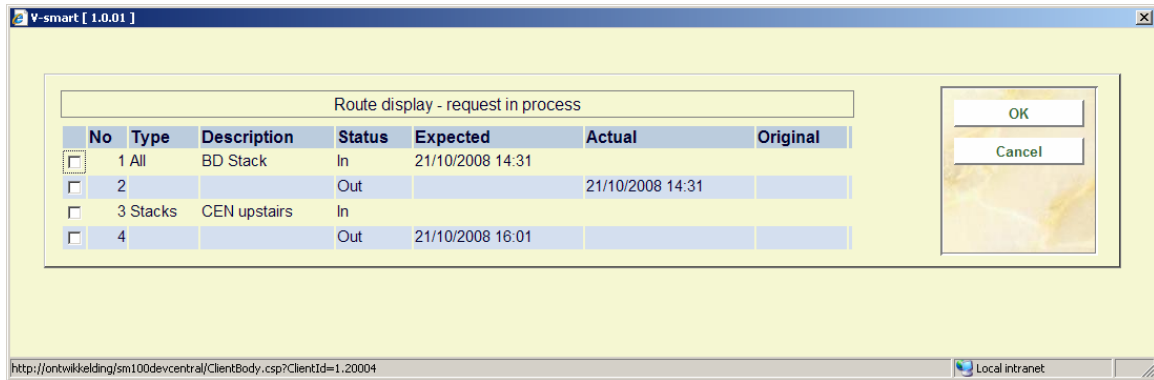 V-smart [ 1.0.01 ]
Route display - request in process
No Type Description Status Expected Actual Original
1 All BD Stack In 21/10/2008 14:31
2 Out 21/10/2008 14:31
3 Stacks CEN upstairs In
4 Out 21/10/2008 16:01
OK
Cancel
http://ontwikkelding/sm100devcentral/ClientBody.csp?ClientId=1.20004 Local intranet